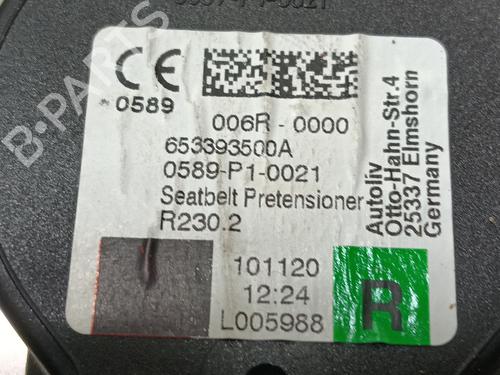 CE
0589
006R - 0000
653393500A
0589-P1-0021
Seatbelt Pretensioner
R230.2
101120
12:24
L005988
R
Autoliv
Otto-Hahn-Str.4
25337 Elmshorn
Germany
B-PARTS